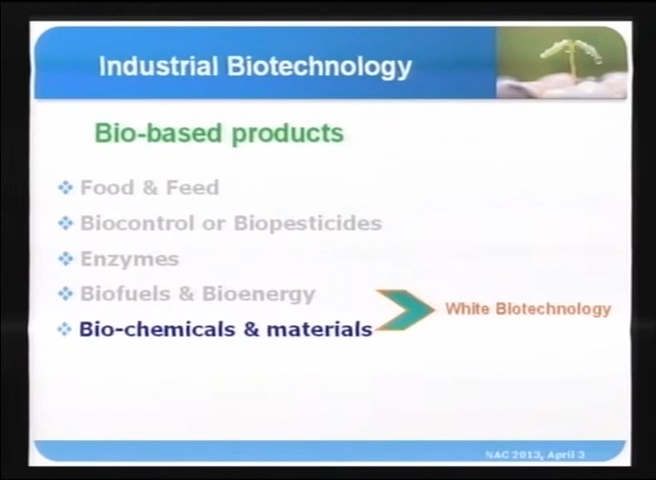 Industrial Biotechnology
Bio-based products
Food & Feed
Biocontrol or Biopesticides
Enzymes
Biofuels & Bioenergy
Bio-chemicals & materials
White Biotechnology
NAC 2013, April 3